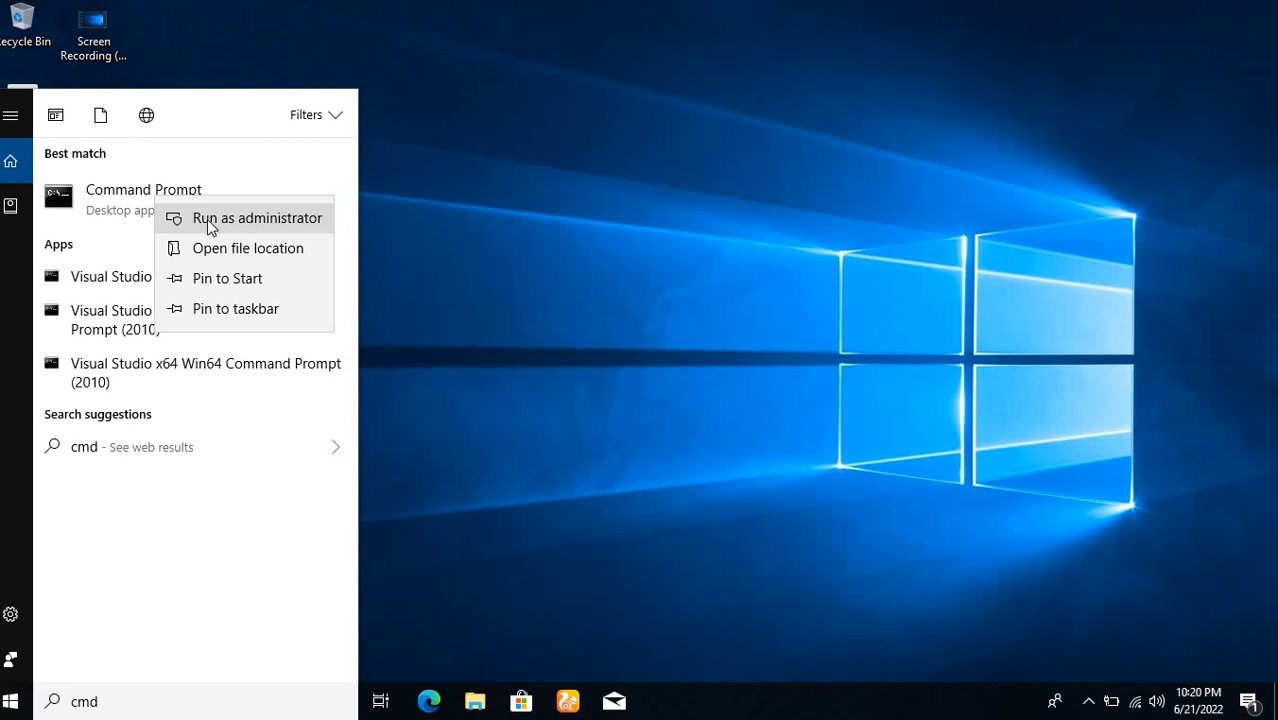 ecycle Bin
Screen
Recording (...
Filters
Best match
Command Prompt
Desktop app
Run as administrator
Open file location
Pin to Start
Pin to taskbar
Apps
Visual Studio
Visual Studio
Prompt (2010)
Visual Studio x64 Win64 Command Prompt
(2010)
Search suggestions
cmd - See web results
cmd
10:20 PM
6/21/2022
1